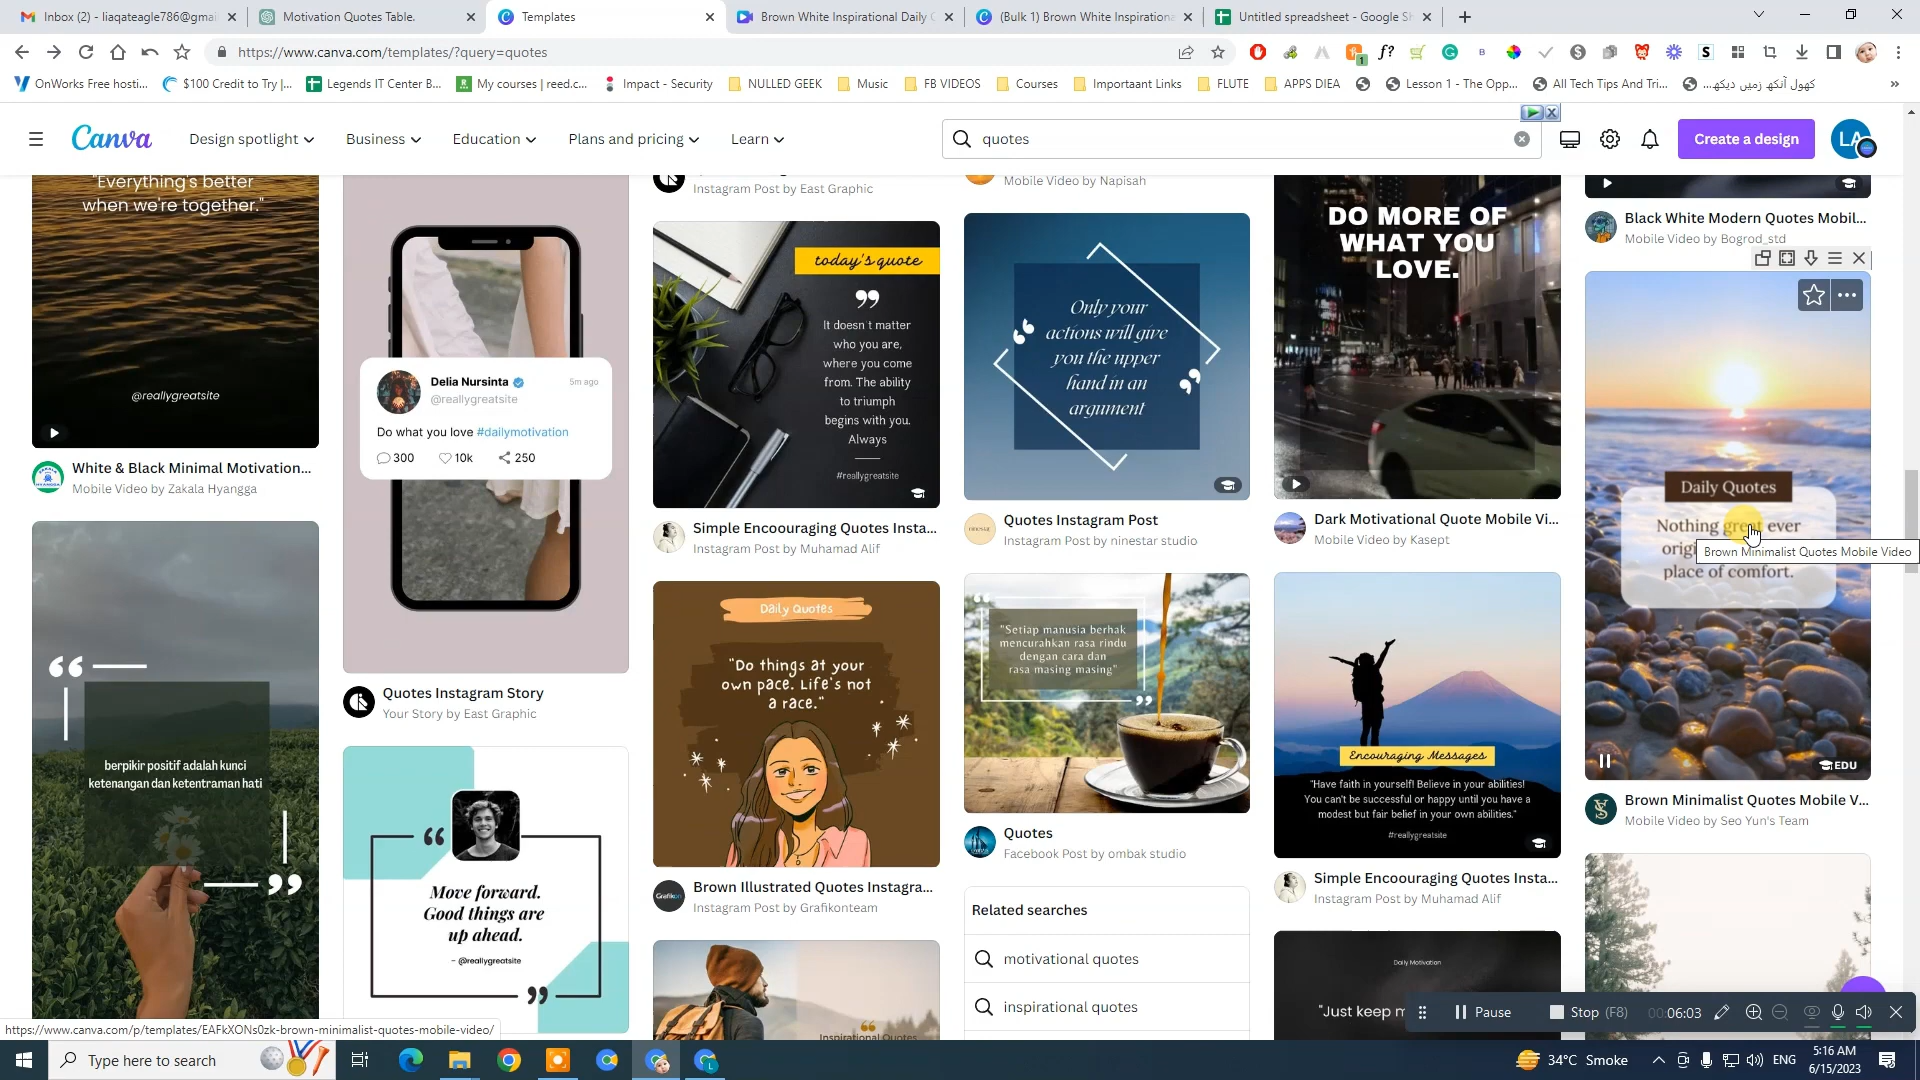 Inbox (2) - liaqateagle786@gmai
Motivation Quotes Table.
Templates
Brown White Inspirational Daily
(Bulk 1) Brown White Inspirationa
Untitled spreadsheet - Google Sh
https://www.canva.com/templates/?query=quotes
OnWorks Free hosti...
$100 Credit to Try |...
Legends IT Center B...
My courses | reed.c...
Impact - Security
NULLED GEEK
Music
FB VIDEOS
Courses
Importaant Links
FLUTE
APPS DIEA
Lesson 1 - The Opp...
All Tech Tips And Tri...
کھول آنکھ زمیں دیکھ...
Canva
Design spotlight
Business
Education
Plans and pricing
Learn
quotes
Create a design
LA
"Everything's better
when we're together."
@reallygreatsite
White & Black Minimal Motivation...
Mobile Video by Zakala Hyangga
berpikir positif adalah kunci
ketenangan dan ketentraman hati
Delia Nursinta
5m ago
@reallygreatsite
Do what you love #dailymotivation
300
10k
250
Quotes Instagram Story
Your Story by East Graphic
Move forward.
Good things are
up ahead.
- @reallygreatsite
Instagram Post by East Graphic
today's quote
It doesn t matter
who you are,
where you come
from. The ability
to triumph
begins with you.
Always
#reallygreatsite
Simple Encoouraging Quotes Insta...
Instagram Post by Muhamad Alif
Daily Quotes
"Do things at your
own pace. Life's not
a race."
Grafikon
Brown Illustrated Quotes Instagra...
Instagram Post by Grafikonteam
Inspirational Quotes
Mobile Video by Napisah
Only your
actions will give
you the upper
hand in an
argument
Quotes Instagram Post
Instagram Post by ninestar studio
"Setiap manusia berhak
mencurahkan rasa rindu
dengan cara dan
rasa masing masing"
Quotes
Facebook Post by ombak studio
Related searches
motivational quotes
inspirational quotes
DO MORE OF
WHAT YOU
LOVE.
Dark Motivational Quote Mobile Vi...
Mobile Video by Kasept
Encouraging Messages
"Have faith in yourself! Believe in your abilities!
You can't be successful or happy until you have a
modest but fair belief in your own abilities."
#reallygreatsite
Simple Encoouraging Quotes Insta...
Instagram Post by Muhamad Alif
Daily Motivation
"Just keep m
Black White Modern Quotes Mobil...
Mobile Video by Bogrod_std
Daily Quotes
Nothing great ever
place of comfort.
Brown Minimalist Quotes Mobile Video
EDU
Brown Minimalist Quotes Mobile V...
Mobile Video by Seo Yun's Team
Pause
Stop (F8)
00:06:03
https://www.canva.com/p/templates/EAFkXONs0zk-brown-minimalist-quotes-mobile-video/
Type here to search
34°C Smoke
ENG
5:16 AM
6/15/2023